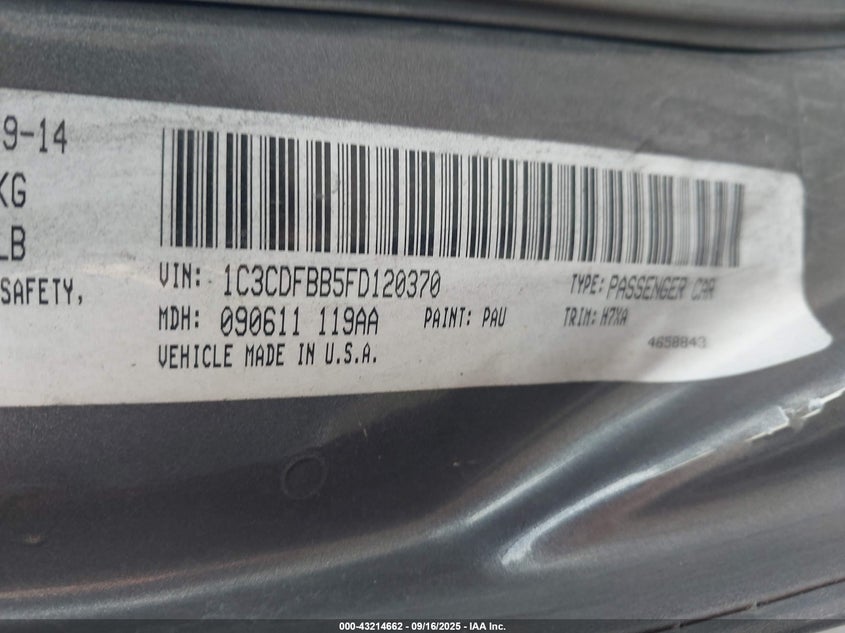 9-14
KG
LB
SAFETY,
VIN: 1C3CDFBB5FD120370 TYPE: PASSENGER CAR
MDH: 090611 119AA PAINT: PAU TRIM: H7XA
VEHICLE MADE IN U.S.A. 4658843
000-43214662 - 09/16/2025 - IAA Inc.